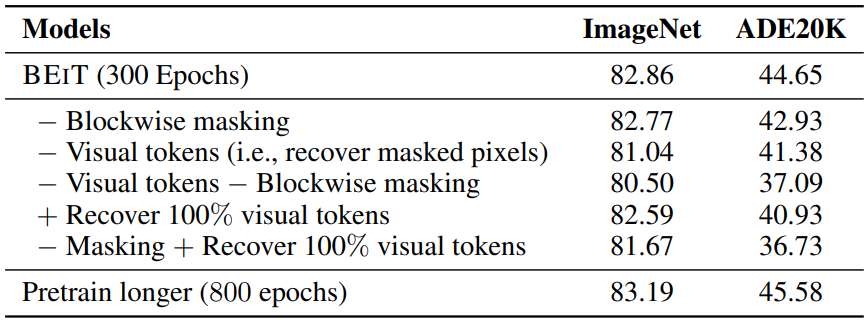 Models ImageNet ADE20K
BEIT (300 Epochs) 82.86 44.65
− Blockwise masking 82.77 42.93
− Visual tokens (i.e., recover masked pixels) 81.04 41.38
− Visual tokens − Blockwise masking 80.50 37.09
+ Recover 100% visual tokens 82.59 40.93
− Masking + Recover 100% visual tokens 81.67 36.73
Pretrain longer (800 epochs) 83.19 45.58